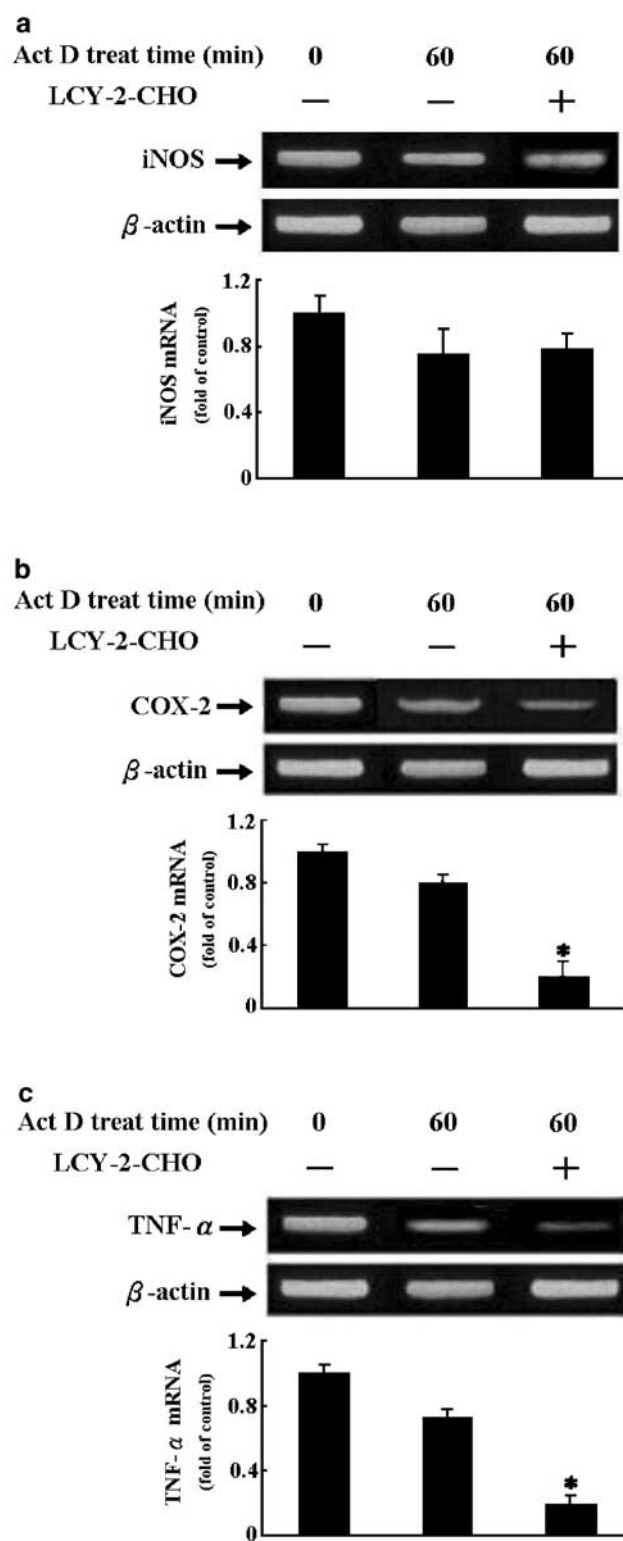 a
Act D treat time (min) 0 60 60
LCY-2-CHO — — +
iNOS
β-actin
1.2
0.8
0.4
0
iNOS mRNA
(fold of control)
b
Act D treat time (min) 0 60 60
LCY-2-CHO — — +
COX-2
β-actin
1.2
0.8
0.4
0
COX-2 mRNA
(fold of control)
*
c
Act D treat time (min) 0 60 60
LCY-2-CHO — — +
TNF-α
β-actin
1.2
0.8
0.4
0
TNF-α mRNA
(fold of control)
*